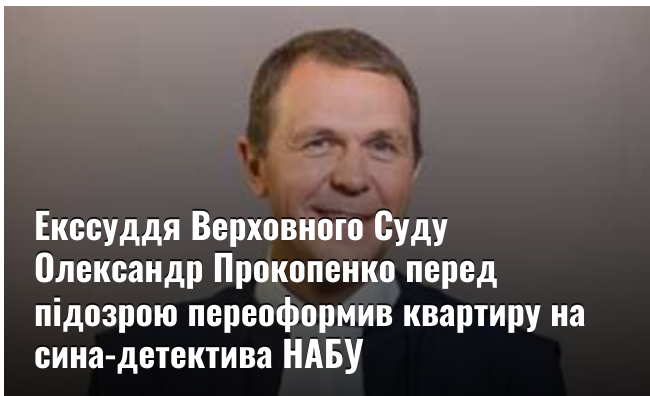 Екссуддя Верховного Суду
Олександр Прокопенко перед
підозрою переоформив квартиру на
сина-детектива НАБУ